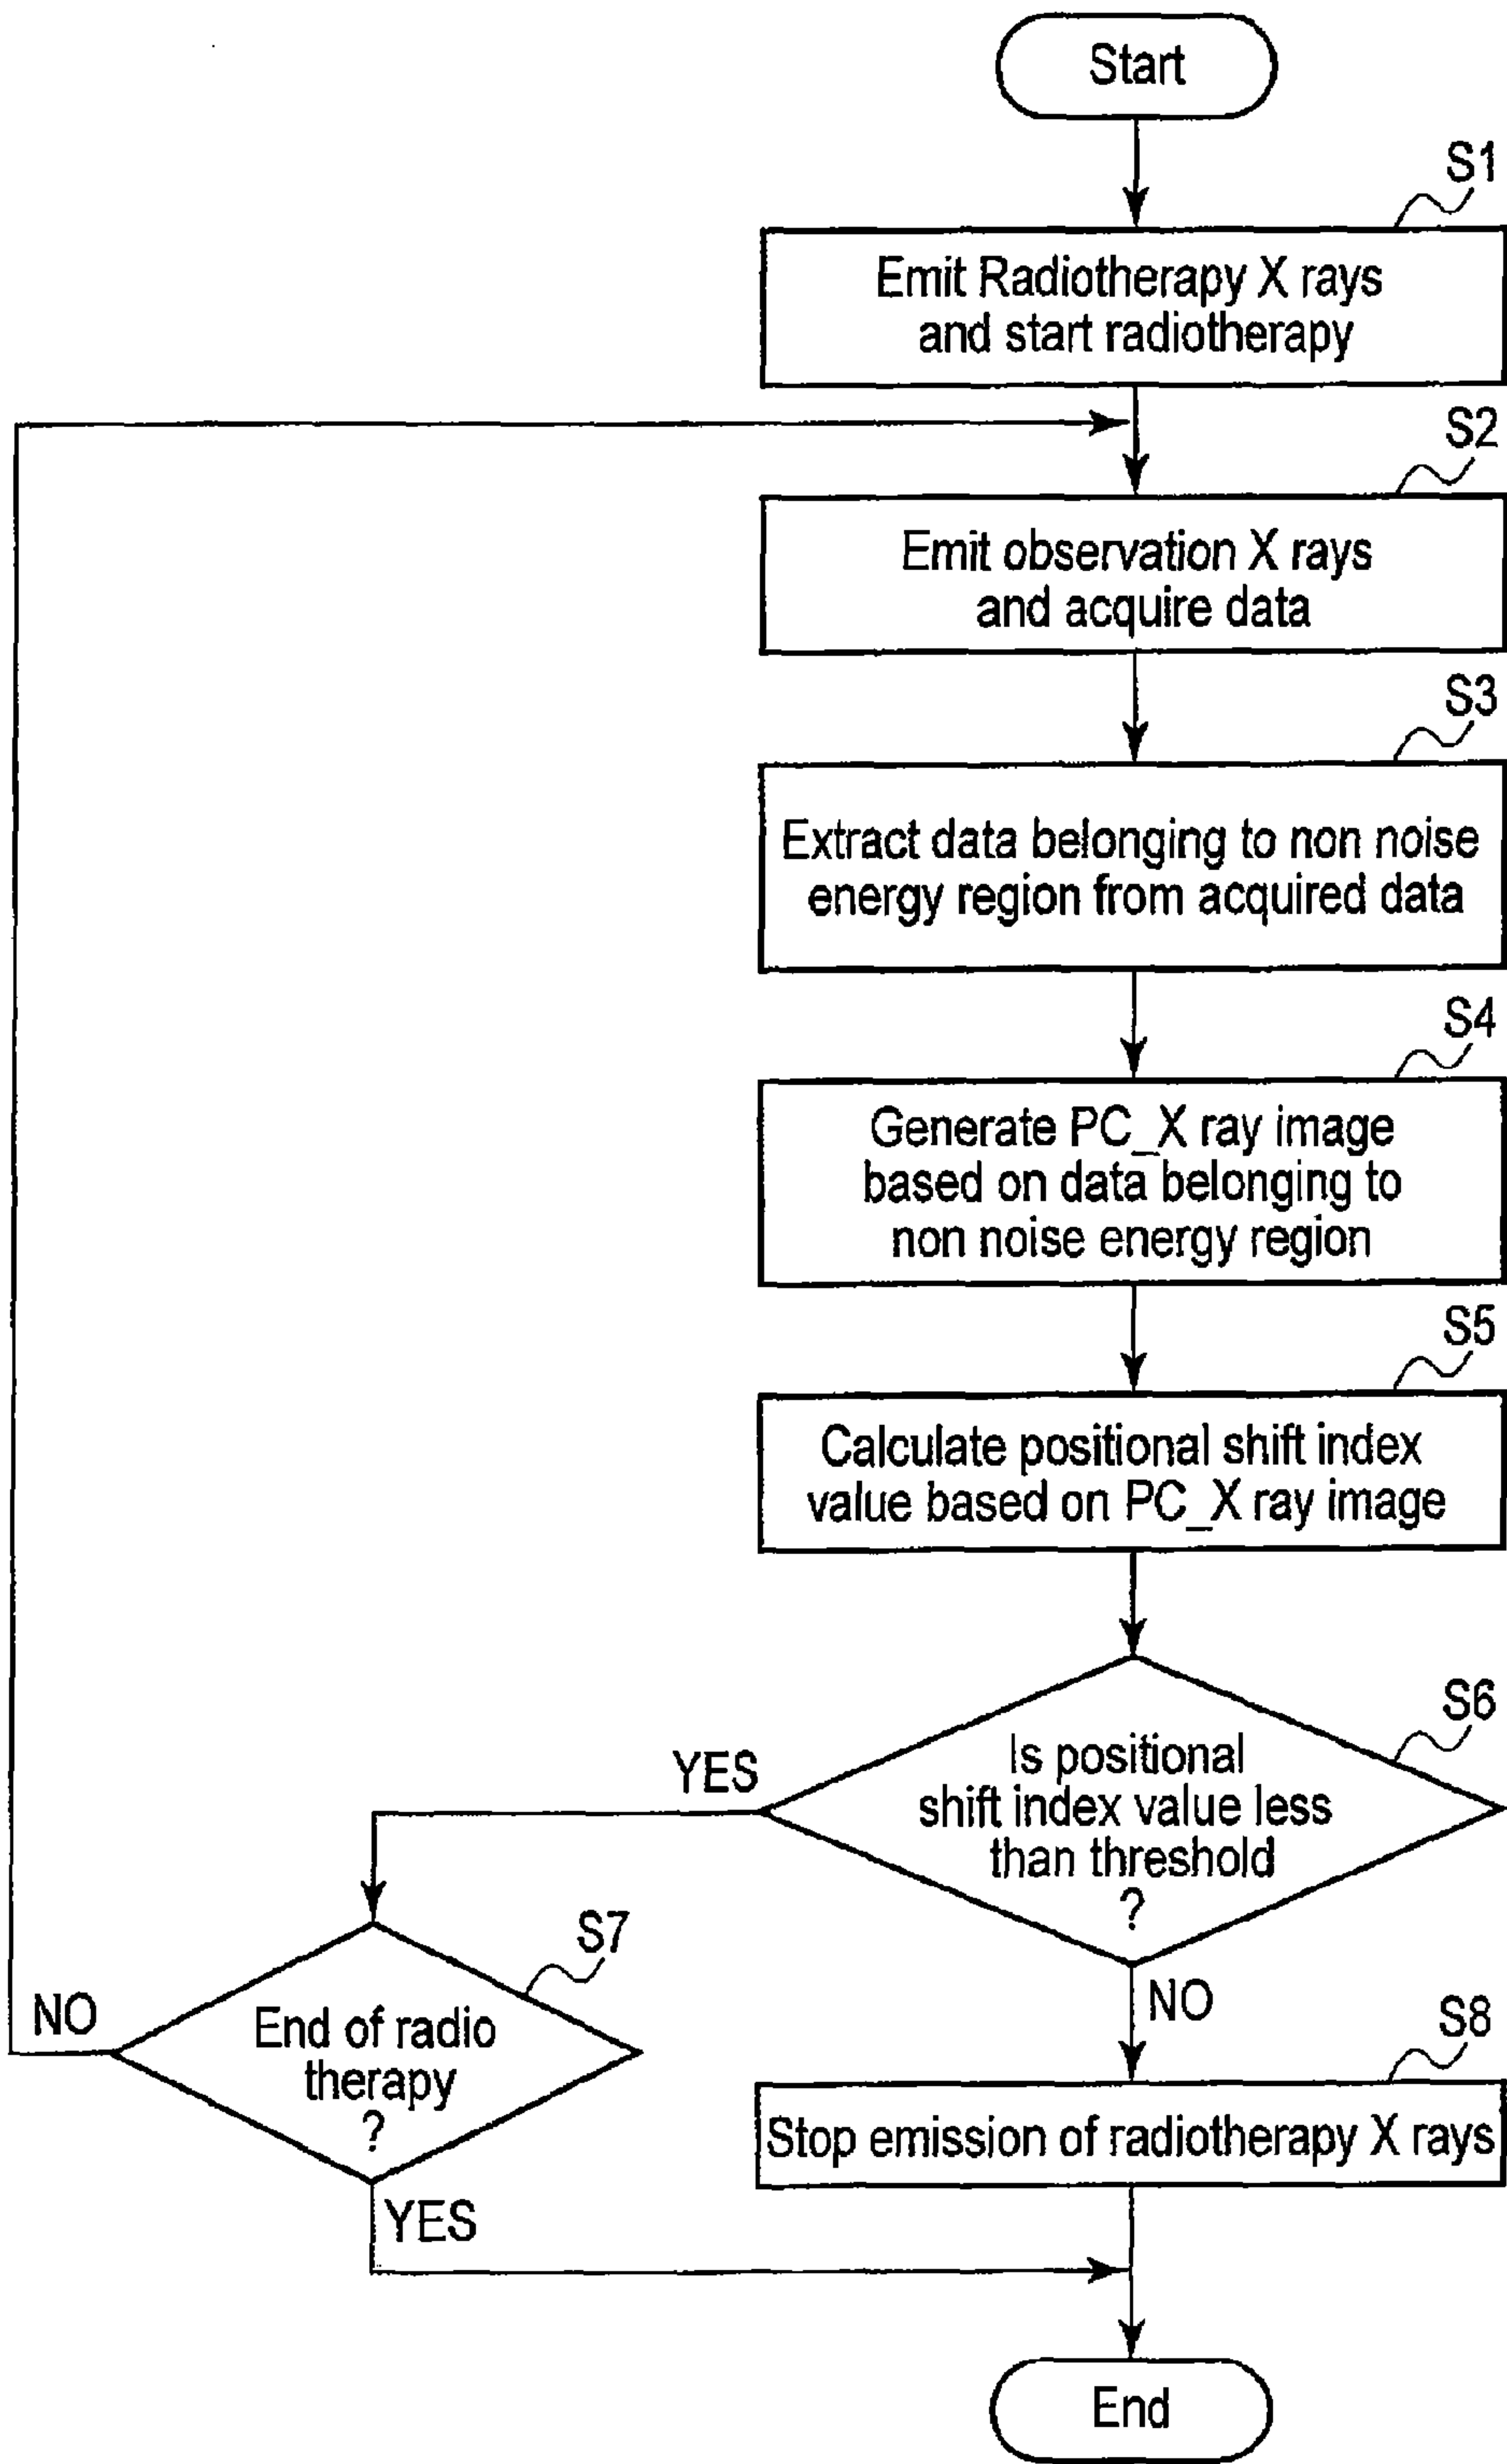 Start
S1
Emit Radiotherapy X rays
and start radiotherapy
S2
Emit observation X rays
and acquire data
S3
Extract data belonging to non noise
energy region from acquired data
S4
Generate PC_X ray image
based on data belonging to
non noise energy region
S5
Calculate positional shift index
value based on PC_X ray image
S6
Is positional
shift index value less
than threshold
?
YES
NO
S7
End of radio
therapy
?
NO
YES
S8
Stop emission of radiotherapy X rays
End